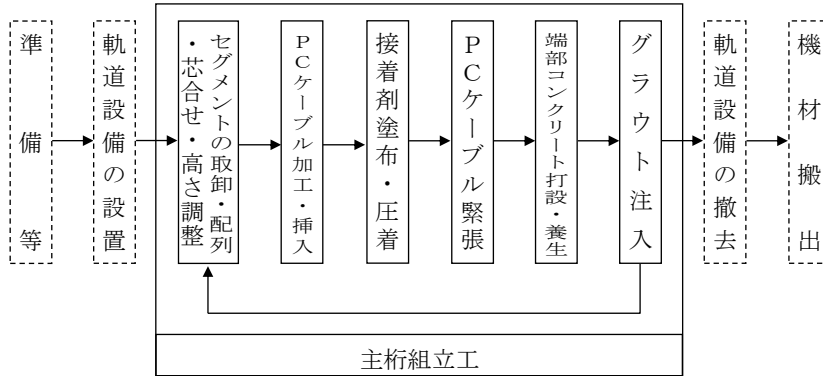 準備等
軌道設備の設置
セグメントの取卸・配列
・芯合せ・高さ調整
PCケーブル加工・挿入
接着剤塗布・圧着
PCケーブル緊張
端部コンクリート打設・養生
グラウト注入
軌道設備の撤去
機材搬出
主桁組立工